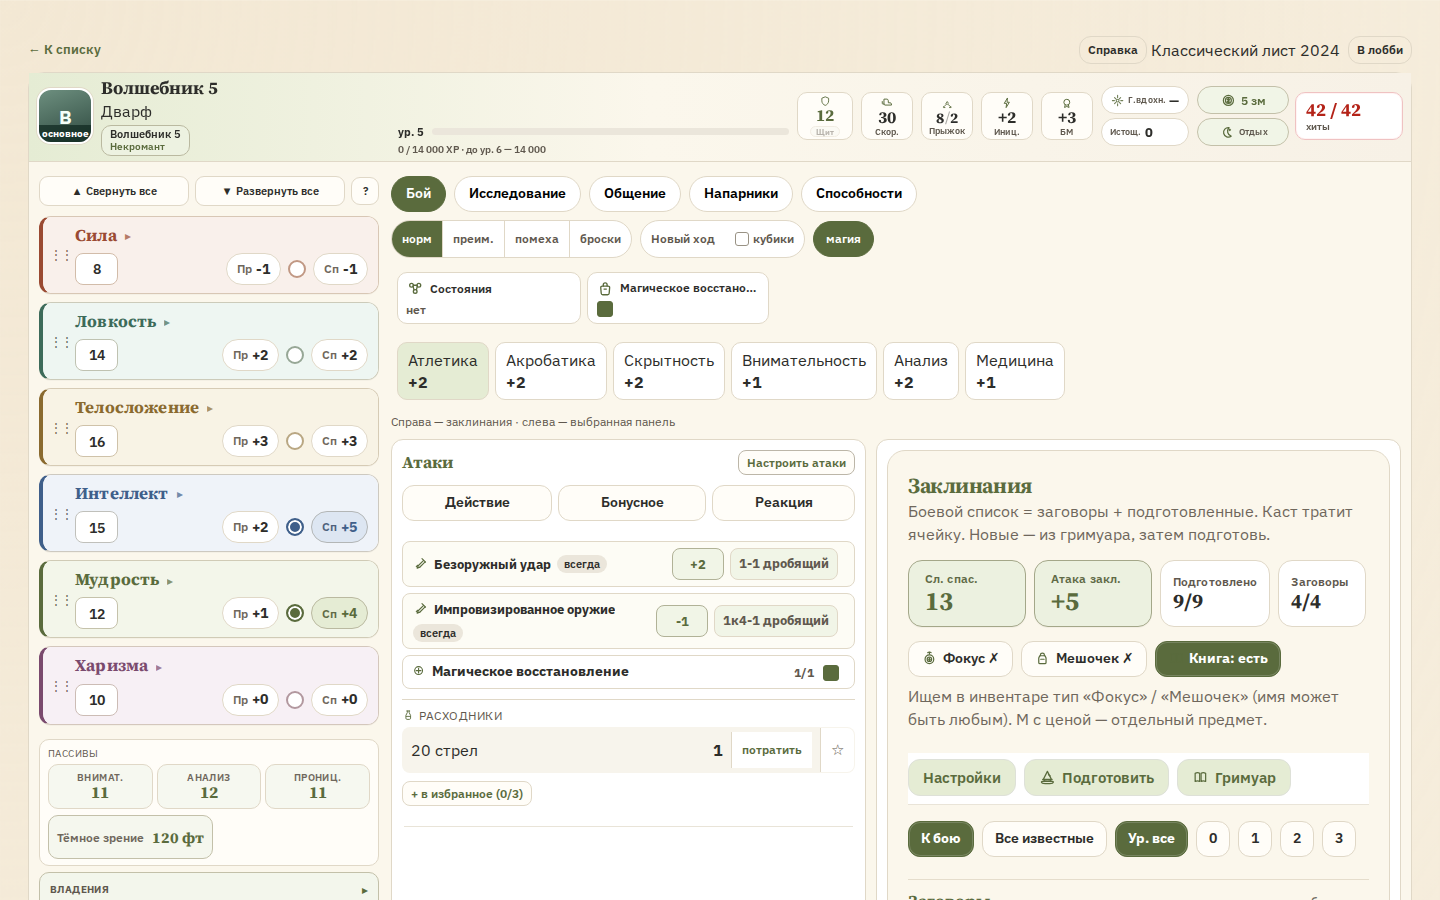 ← К списку
Справка Классический лист 2024 В лобби
В
основное
Волшебник 5
Дварф
Волшебник 5
Некромант
ур. 5
0 / 14 000 XP · до ур. 6 — 14 000
12
Щит
30
Скор.
8/2
Прыжок
+2
Иниц.
+3
БМ
Г.вдохн. —
Истощ. 0
5 зм
Отдых
42 / 42
хиты
▲ Свернуть все ▼ Развернуть все ?
Сила ▸
8 Пр -1 Сп -1
Ловкость ▸
14 Пр +2 Сп +2
Телосложение ▸
16 Пр +3 Сп +3
Интеллект ▸
15 Пр +2 Сп +5
Мудрость ▸
12 Пр +1 Сп +4
Харизма ▸
10 Пр +0 Сп +0
ПАССИВЫ
ВНИМАТ. АНАЛИЗ ПРОНИЦ.
11 12 11
Тёмное зрение 120 фт
ВЛАДЕНИЯ ▸
Бой Исследование Общение Напарники Способности
норм преим. помеха броски Новый ход кубики магия
Состояния
нет
Магическое восстано...
Атлетика Акробатика Скрытность Внимательность Анализ Медицина
+2 +2 +2 +1 +2 +1
Справа — заклинания · слева — выбранная панель
Атаки Настроить атаки
Действие Бонусное Реакция
Безоружный удар всегда +2 1-1 дробящий
Импровизированное оружие
всегда
-1 1к4-1 дробящий
Магическое восстановление 1/1
РАСХОДНИКИ
20 стрел 1 потратить ☆
+ в избранное (0/3)
Заклинания
Боевой список = заговоры + подготовленные. Каст тратит
ячейку. Новые — из гримуара, затем подготовь.
Сл. спас. Атака закл. Подготовлено Заговоры
13 +5 9/9 4/4
Фокус ✗ Мешочек ✗ Книга: есть
Ищем в инвентаре тип «Фокус» / «Мешочек» (имя может
быть любым). М с ценой — отдельный предмет.
Настройки Подготовить Гримуар
К бою Все известные Ур. все 0 1 2 3